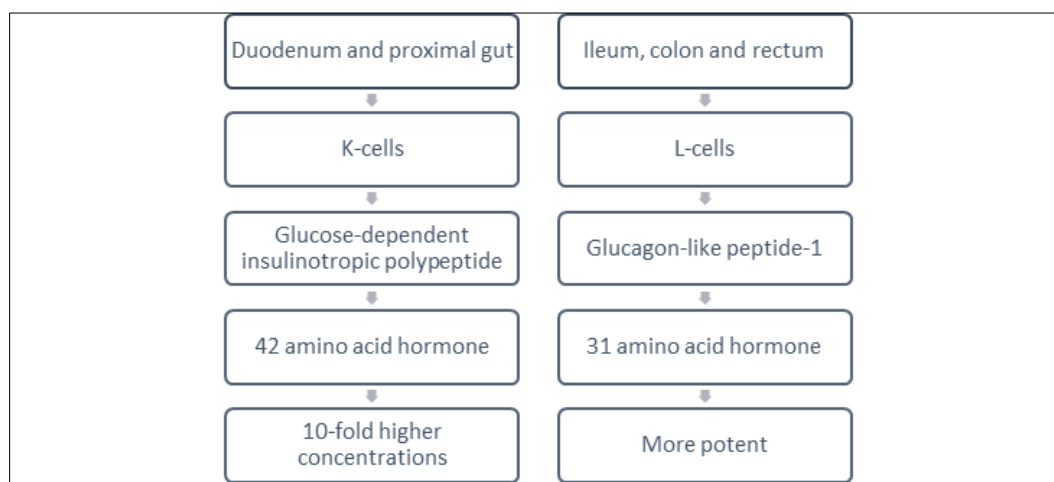 Duodenum and proximal gut
K-cells
Glucose-dependent
insulinotropic polypeptide
42 amino acid hormone
10-fold higher
concentrations
Ileum, colon and rectum
L-cells
Glucagon-like peptide-1
31 amino acid hormone
More potent